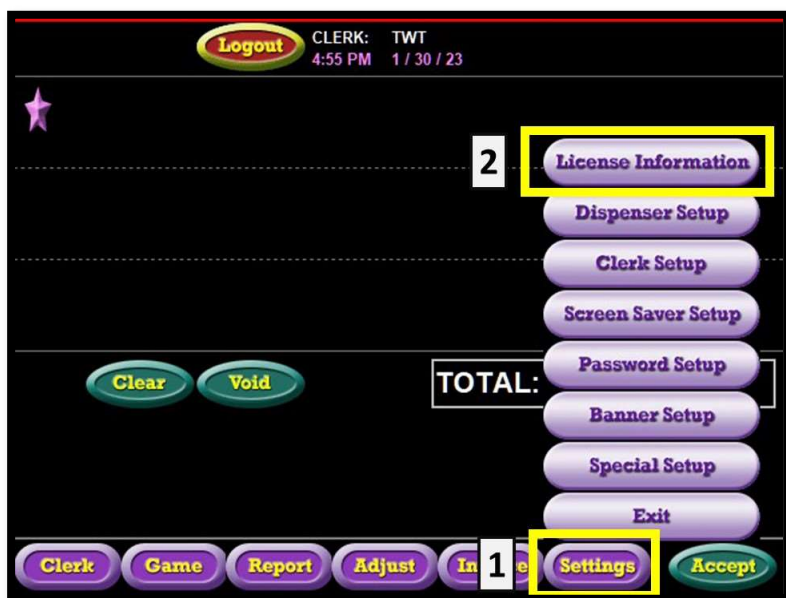 Logout
CLERK: TWT
4:55 PM 1 / 30 / 23
2
License Information
Dispenser Setup
Clerk Setup
Screen Saver Setup
Password Setup
Clear Void
TOTAL:
Banner Setup
Special Setup
Exit
Clerk Game Report Adjust 1 Settings Accept